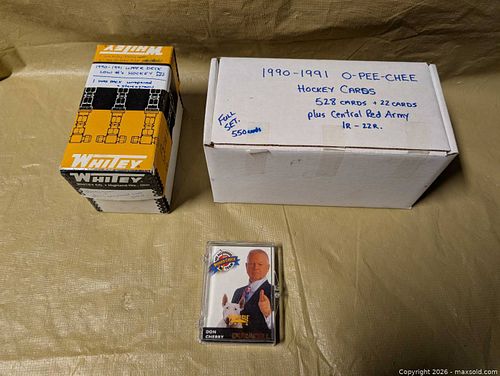 WHITEY
1990-1991 UPPER DECK
LOW #'s HOCKEY
WHITEY
1990-1991 O-PEE-CHEE
HOCKEY CARDS
528 CARDS + 22 CARDS
plus Central Red Army
1R - 22R.
FULL
SET.
550 cards
DON
CHERRY
Copyright 2026 - maxsold.com